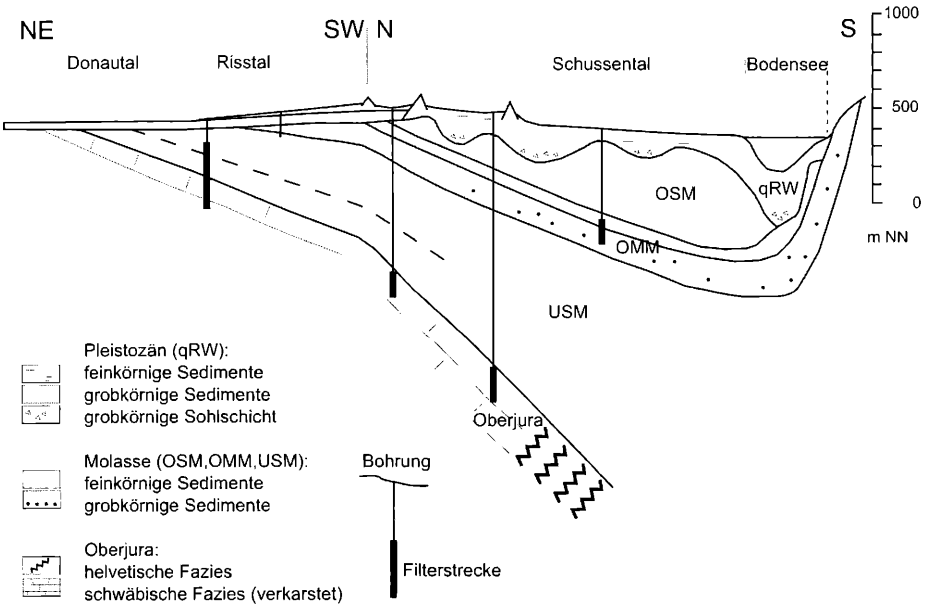 NE SW N S
1000
Donautal Risstal Schussental Bodensee
500
OSM qRW
0
OMM m NN
USM
Pleistozän (qRW):
feinkörnige Sedimente
grobkörnige Sedimente
grobkörnige Sohlschicht
Oberjura
Molasse (OSM,OMM,USM):
feinkörnige Sedimente
grobkörnige Sedimente
Bohrung
Oberjura:
helvetische Fazies
schwäbische Fazies (verkarstet)
Filterstrecke